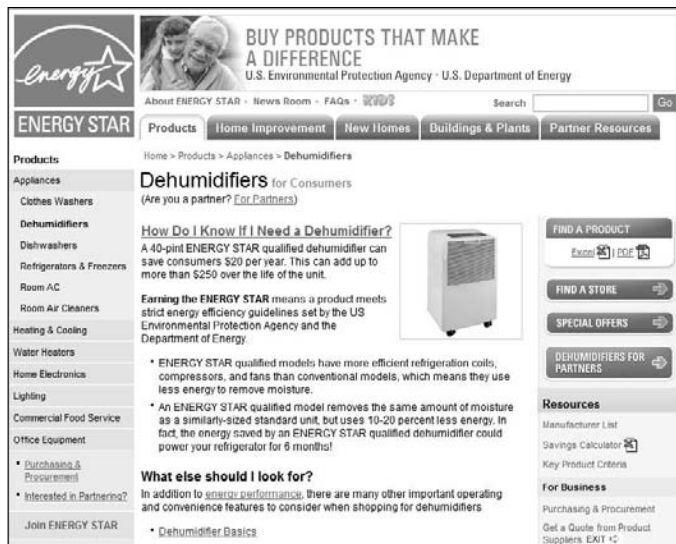 energy
ENERGY STAR
BUY PRODUCTS THAT MAKE
A DIFFERENCE
U.S. Environmental Protection Agency · U.S. Department of Energy
About ENERGY STAR · News Room · FAQs · KIDS
Search
Go
Products
Home Improvement
New Homes
Buildings & Plants
Partner Resources
Products
Appliances
Clothes Washers
Dehumidifiers
Dishwashers
Refrigerators & Freezers
Room AC
Room Air Cleaners
Heating & Cooling
Water Heaters
Home Electronics
Lighting
Commercial Food Service
Office Equipment
• Purchasing &
Procurement
• Interested in Partnering?
Join ENERGY STAR
Home > Products > Appliances > Dehumidifiers
Dehumidifiers for Consumers
(Are you a partner? For Partners)
How Do I Know If I Need a Dehumidifier?
A 40-pint ENERGY STAR qualified dehumidifier can
save consumers $20 per year. This can add up to
more than $250 over the life of the unit.
Earning the ENERGY STAR means a product meets
strict energy efficiency guidelines set by the US
Environmental Protection Agency and the
Department of Energy.
• ENERGY STAR qualified models have more efficient refrigeration coils,
compressors, and fans than conventional models, which means they use
less energy to remove moisture.
• An ENERGY STAR qualified model removes the same amount of moisture
as a similarly-sized standard unit, but uses 10-20 percent less energy. In
fact, the energy saved by an ENERGY STAR qualified dehumidifier could
power your refrigerator for 6 months!
What else should I look for?
In addition to energy performance, there are many other important operating
and convenience features to consider when shopping for dehumidifiers
• Dehumidifier Basics
FIND A PRODUCT
Excel | PDF
FIND A STORE
SPECIAL OFFERS
DEHUMIDIFIERS FOR
PARTNERS
Resources
Manufacturer List
Savings Calculator
Key Product Criteria
For Business
Purchasing & Procurement
Get a Quote from Product
Suppliers EXIT